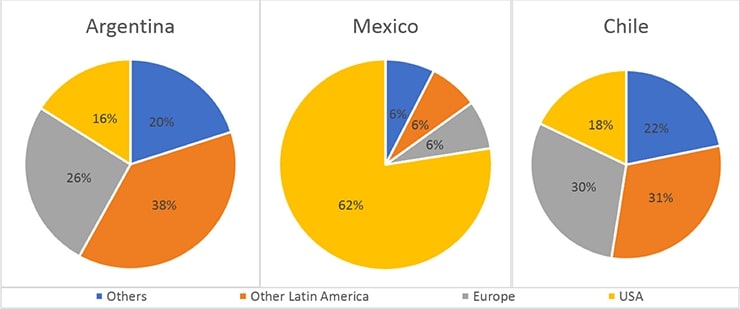 Argentina
16%
20%
26%
38%
Mexico
6%
6%
6%
62%
Chile
18%
22%
30%
31%
Others
Other Latin America
Europe
USA